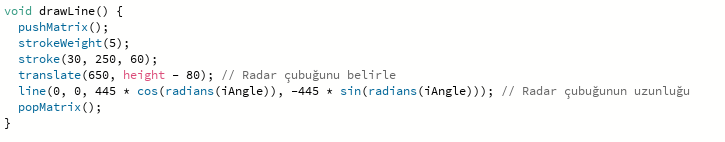 void drawLine() {
  pushMatrix();
  strokeWeight(5);
  stroke(30, 250, 60);
  translate(650, height - 80); // Radar çubuğunu belirle
  line(0, 0, 445 * cos(radians(iAngle)), -445 * sin(radians(iAngle))); // Radar çubuğunun uzunluğu
  popMatrix();
}